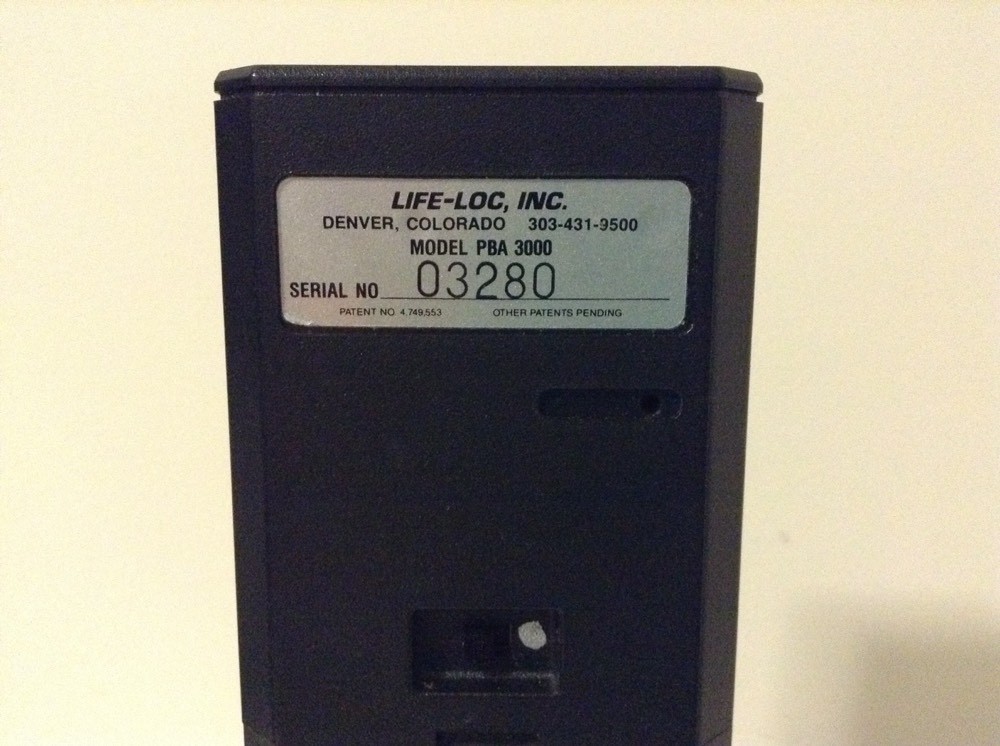 LIFE-LOC, INC.
DENVER, COLORADO 303-431-9500
MODEL PBA 3000
SERIAL NO 03280
PATENT NO. 4,749,553 OTHER PATENTS PENDING